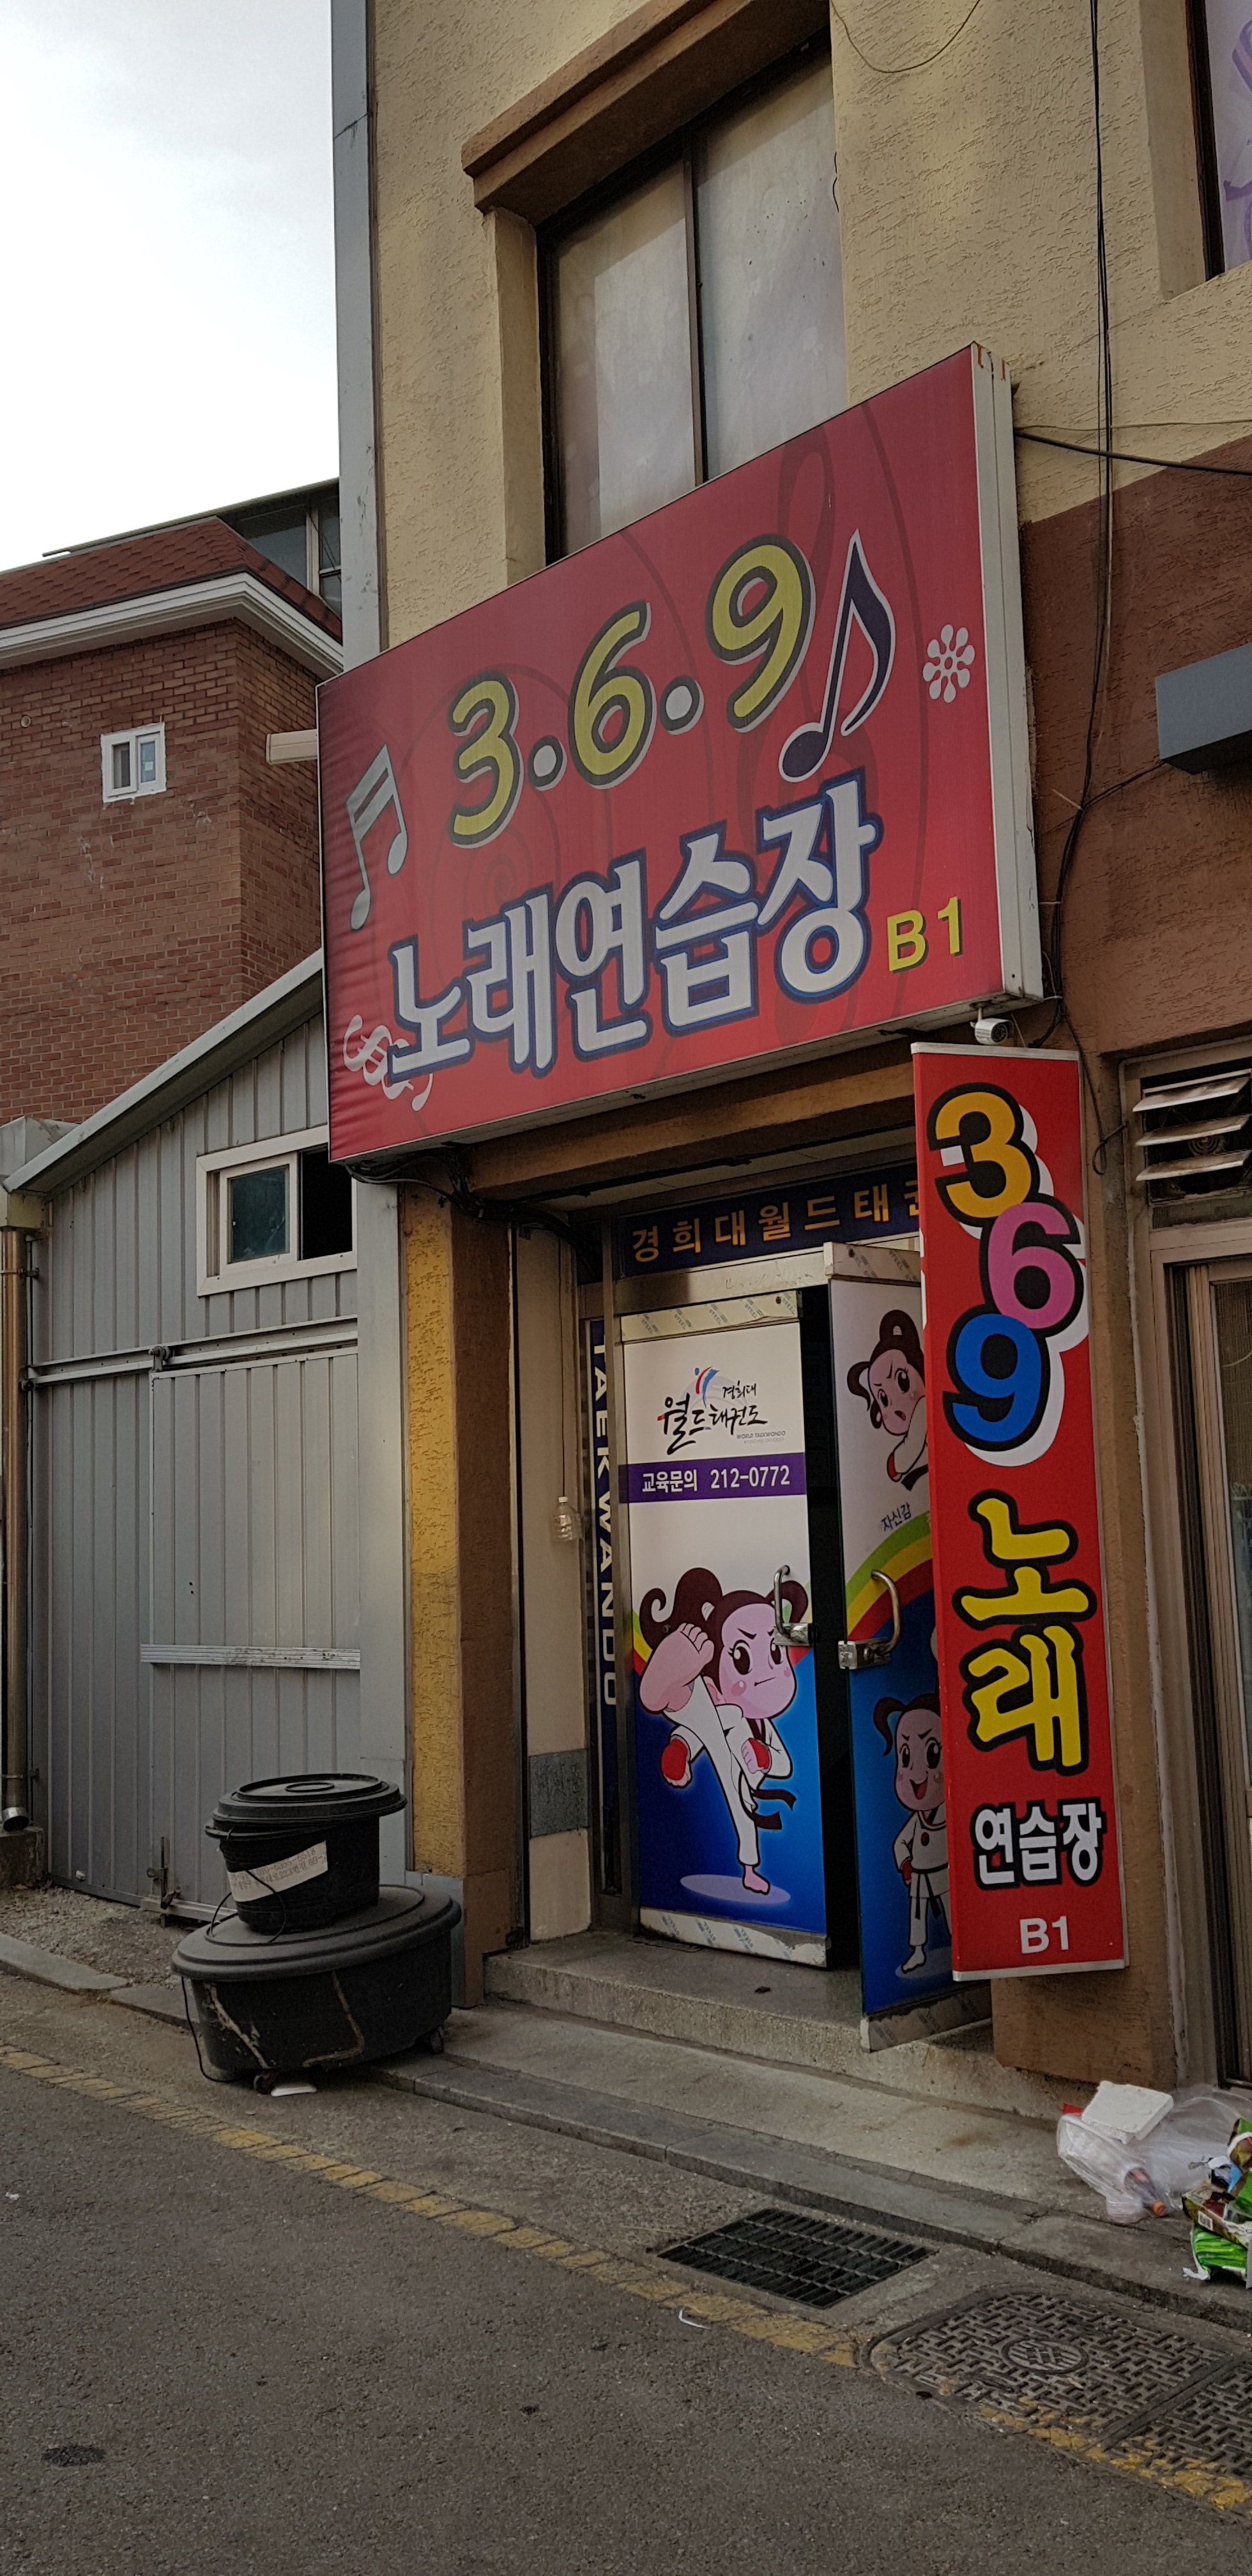 3.6.9
노래연습장 B1
경희대월드태
TAEKWANDO
경희대
월드태권도
WORLD TAEKWONDO
교육문의 212-0772
자신감
3
6
9
노
래
연습장
B1